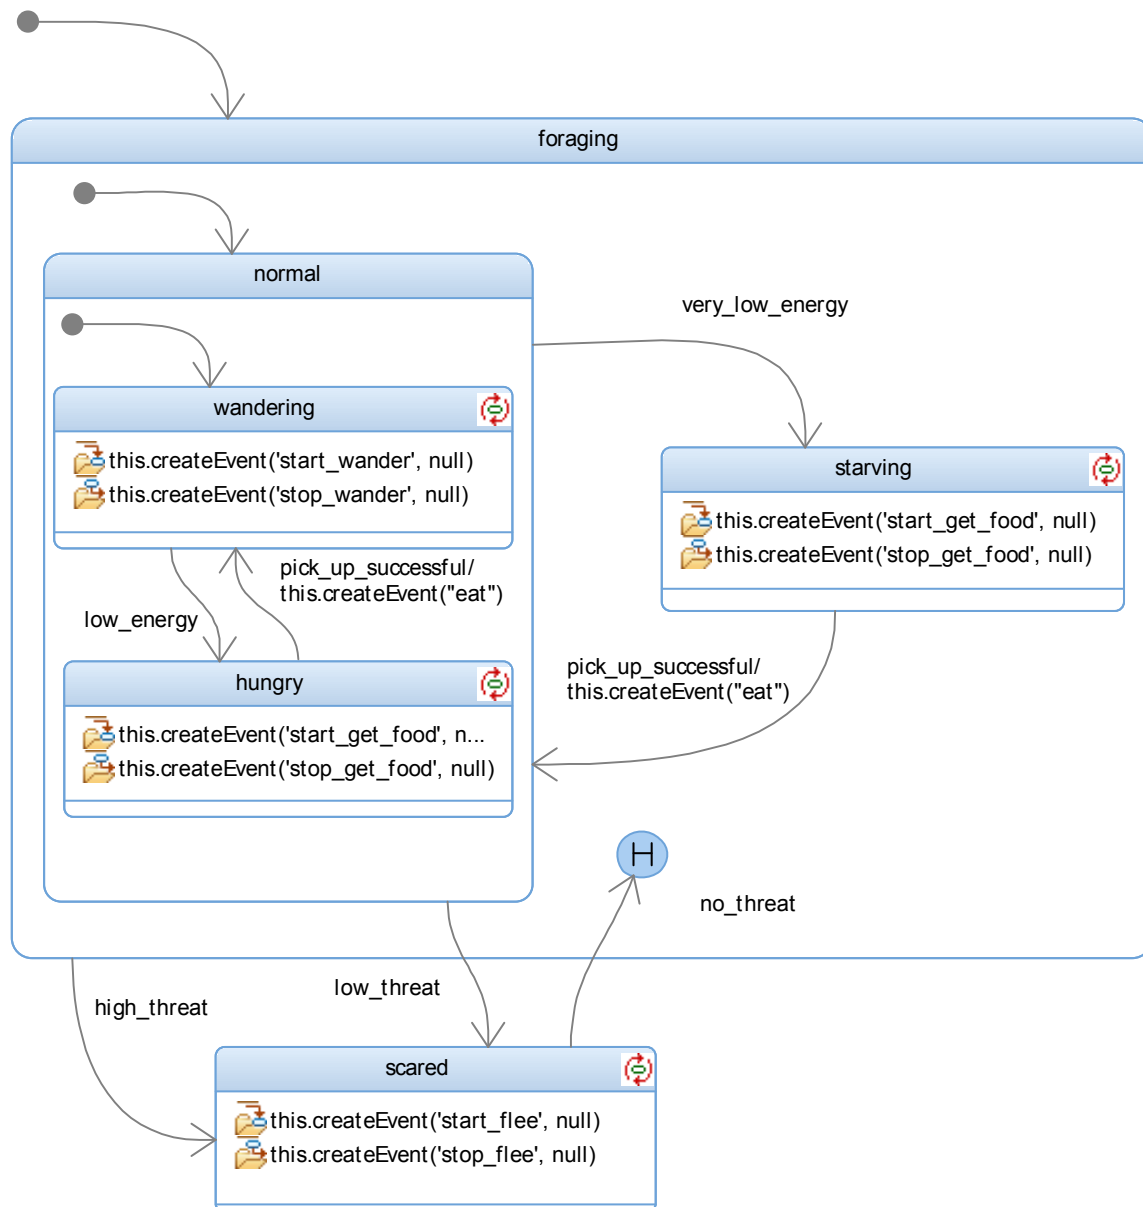 foraging
normal
very_low_energy
wandering
this.createEvent('start_wander', null)
this.createEvent('stop_wander', null)
starving
this.createEvent('start_get_food', null)
this.createEvent('stop_get_food', null)
pick_up_successful/
this.createEvent("eat")
low_energy
hungry
this.createEvent('start_get_food', n...
this.createEvent('stop_get_food', null)
pick_up_successful/
this.createEvent("eat")
H
no_threat
low_threat
high_threat
scared
this.createEvent('start_flee', null)
this.createEvent('stop_flee', null)